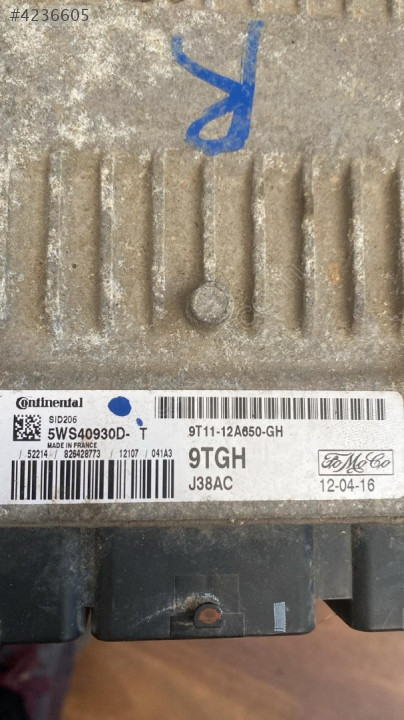 #4236605
R
Continental
SID206
5WS40930D- T
MADE IN FRANCE
/ 52214 / 826428773 / 12107 / 041A3
9T11-12A650-GH
9TGH
J38AC
FoMoCo
12-04-16